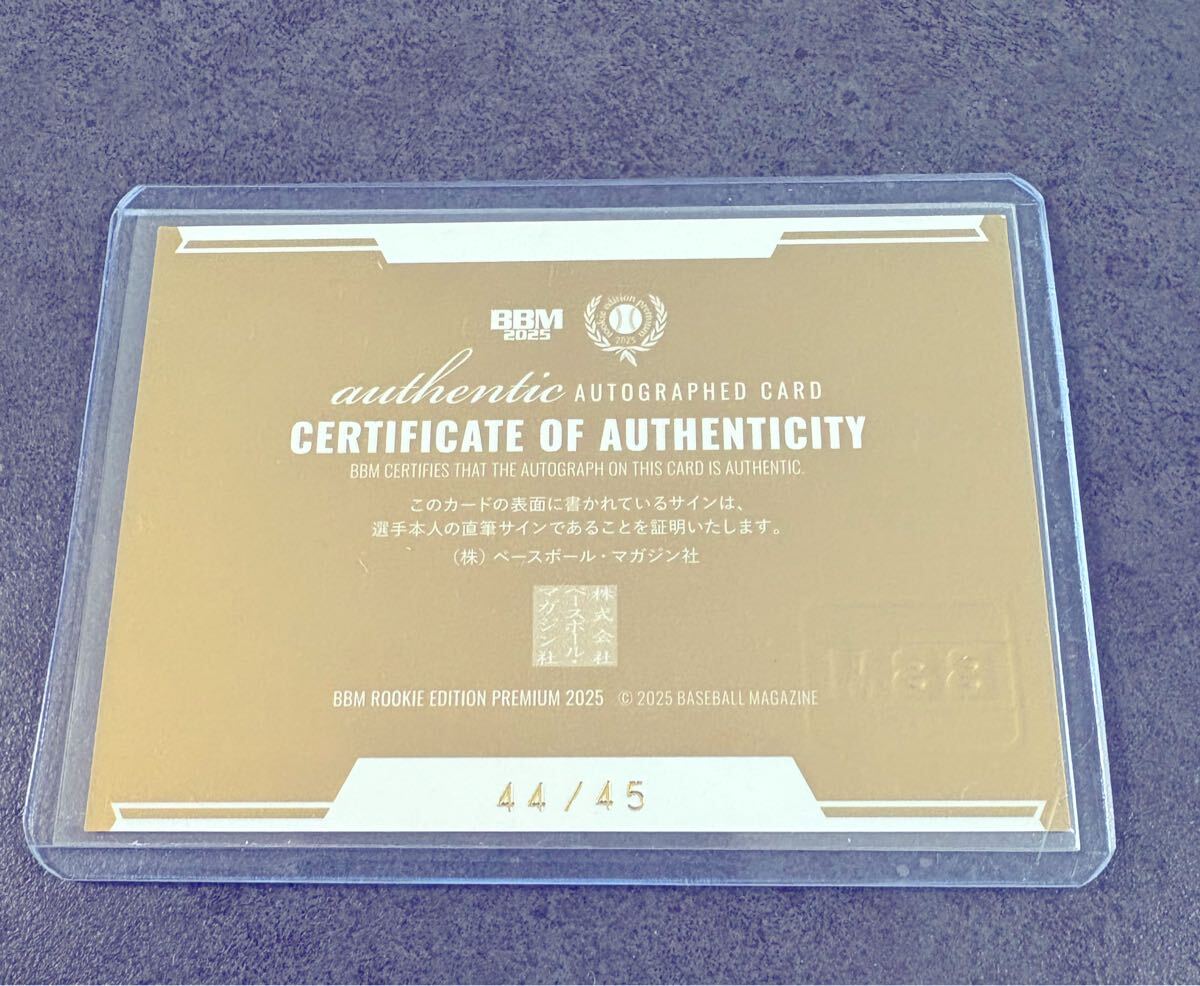 BBM
2025
rookie edition premium
2025
authentic AUTOGRAPHED CARD
CERTIFICATE OF AUTHENTICITY
BBM CERTIFIES THAT THE AUTOGRAPH ON THIS CARD IS AUTHENTIC.
このカードの表面に書かれているサインは、
選手本人の直筆サインであることを証明いたします。
（株）ベースボール・マガジン社
株式会社
ベースボール・
マガジン社
BBM ROOKIE EDITION PREMIUM 2025 © 2025 BASEBALL MAGAZINE
44/45